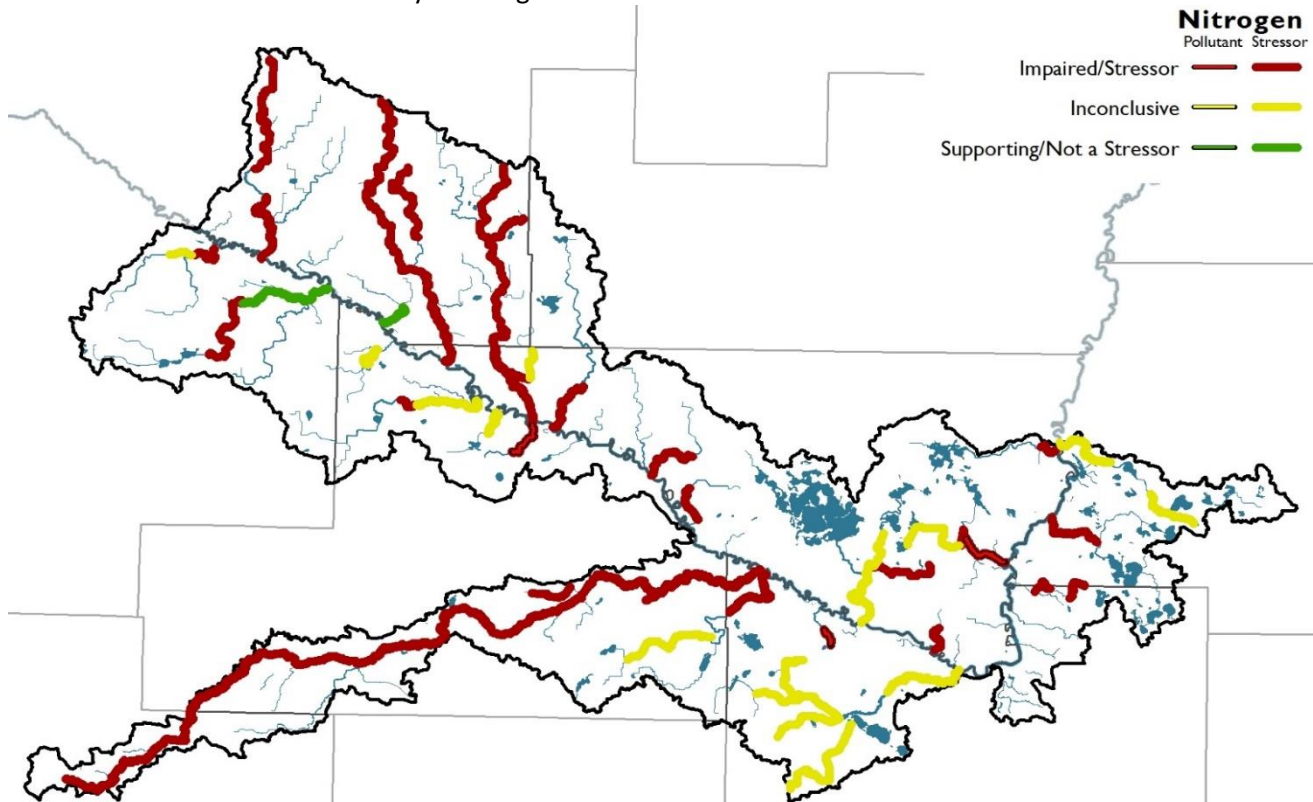 Nitrogen
Pollutant Stressor
Impaired/Stressor
Inconclusive
Supporting/Not a Stressor